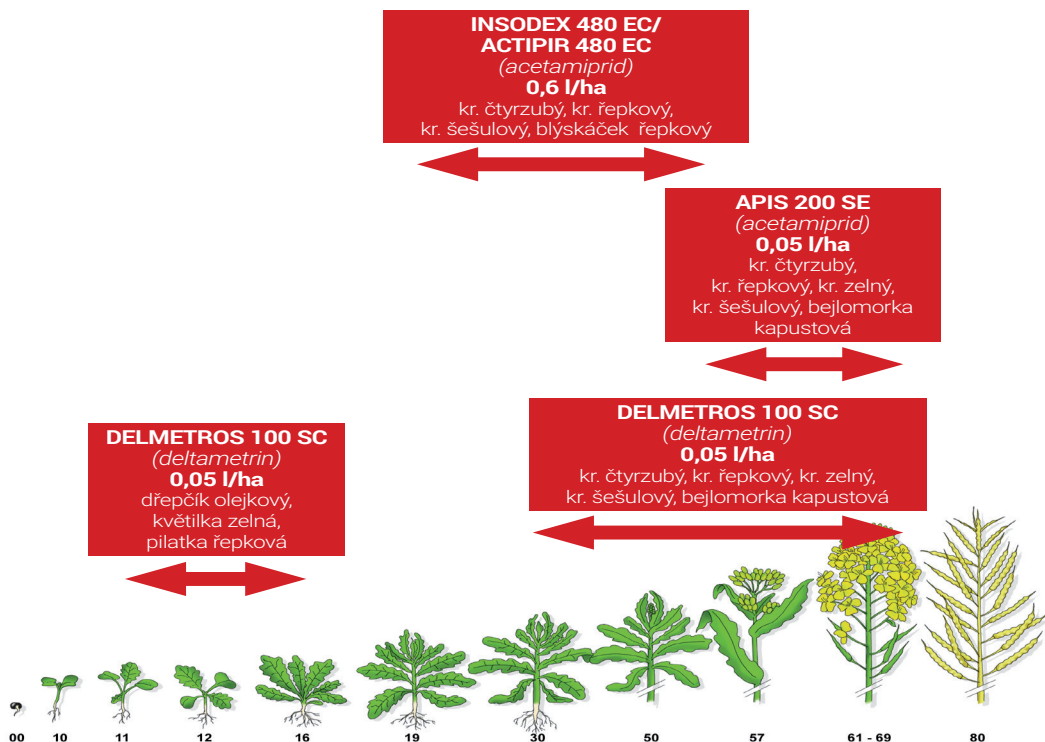 INSODEX 480 EC/
ACTIPIR 480 EC
(acetamiprid)
0,6 l/ha
kr. čtyrzubý, kr. řepkový,
kr. šešulový, blýskáček řepkový
APIS 200 SE
(acetamiprid)
0,05 l/ha
kr. čtyrzubý,
kr. řepkový, kr. zelný,
kr. šešulový, bejlomorka
kapustová
DELMETROS 100 SC
(deltametrin)
0,05 l/ha
dřepčík olejkový,
květilka zelná,
pilatka řepková
DELMETROS 100 SC
(deltametrin)
0,05 l/ha
kr. čtyrzubý, kr. řepkový, kr. zelný,
kr. šešulový, bejlomorka kapustová
00 10 11 12 16 19 30 50 57 61 - 69 80